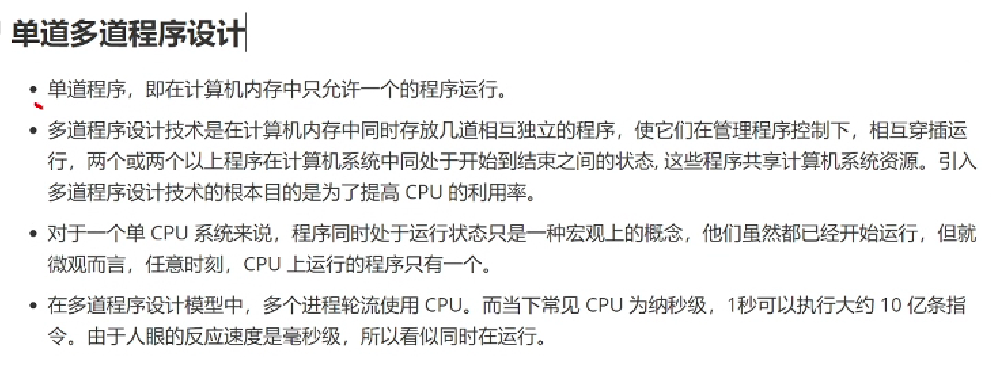 单道多道程序设计
单道程序，即在计算机内存中只允许一个的程序运行。
多道程序设计技术是在计算机内存中同时存放几道相互独立的程序，使它们在管理程序控制下，相互穿插运
行，两个或两个以上程序在计算机系统中同处于开始到结束之间的状态, 这些程序共享计算机系统资源。引入
多道程序设计技术的根本目的是为了提高 CPU 的利用率。
对于一个单 CPU 系统来说，程序同时处于运行状态只是一种宏观上的概念，他们虽然都已经开始运行，但就
微观而言，任意时刻，CPU 上运行的程序只有一个。
在多道程序设计模型中，多个进程轮流使用 CPU。而当下常见 CPU 为纳秒级，1秒可以执行大约 10 亿条指
令。由于人眼的反应速度是毫秒级，所以看似同时在运行。